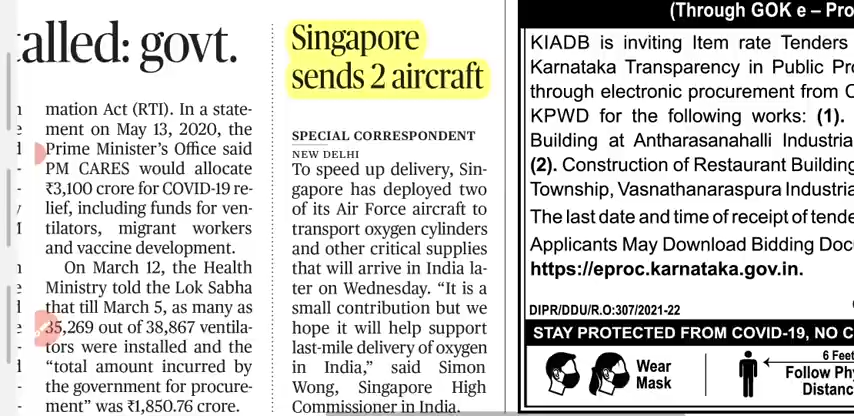 alled: govt.
mation Act (RTI). In a state-
ment on May 13, 2020, the
Prime Minister's Office said
PM CARES would allocate
₹3,100 crore for COVID-19 re-
lief, including funds for ven-
tilators, migrant workers
and vaccine development.
On March 12, the Health
Ministry told the Lok Sabha
that till March 5, as many as
35,269 out of 38,867 ventila-
tors were installed and the
“total amount incurred by
the government for procure-
ment” was ₹1,850.76 crore.
Singapore
sends 2 aircraft
SPECIAL CORRESPONDENT
NEW DELHI
To speed up delivery, Sin-
gapore has deployed two
of its Air Force aircraft to
transport oxygen cylinders
and other critical supplies
that will arrive in India la-
ter on Wednesday. “It is a
small contribution but we
hope it will help support
last-mile delivery of oxygen
in India,” said Simon
Wong, Singapore High
Commissioner in India.
(Through GOK e – Pro
KIADB is inviting Item rate Tenders
Karnataka Transparency in Public Pro
through electronic procurement from C
KPWD for the following works: (1).
Building at Antharasanahalli Industria
(2). Construction of Restaurant Building
Township, Vasnathanaraspura Industria
The last date and time of receipt of tende
Applicants May Download Bidding Doc
https://eproc.karnataka.gov.in.
DIPR/DDU/R.O:307/2021-22
STAY PROTECTED FROM COVID-19, NO C
Wear
Mask
6 Feet
Follow Phy
Distanc